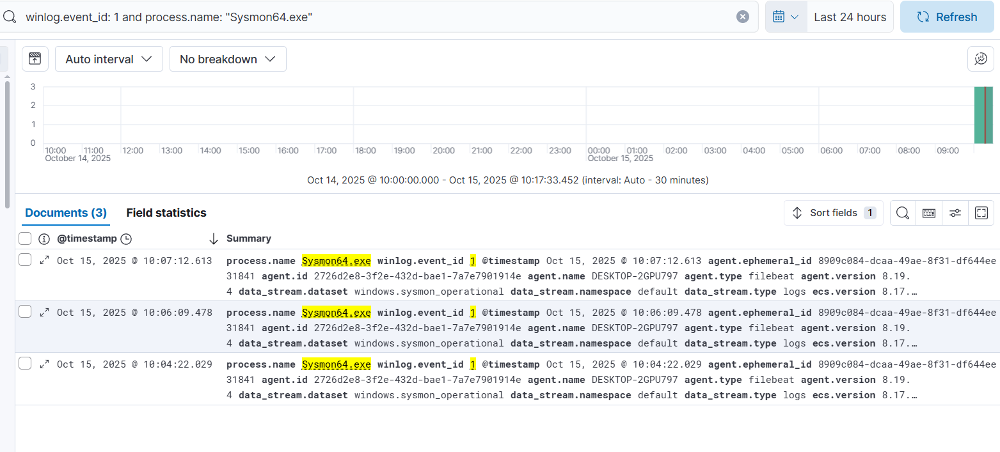 winlog.event_id: 1 and process.name: "Sysmon64.exe"
Last 24 hours
Refresh
Auto interval
No breakdown
3
2
1
0
10:00 11:00 12:00 13:00 14:00 15:00 16:00 17:00 18:00 19:00 20:00 21:00 22:00 23:00 00:00 01:00 02:00 03:00 04:00 05:00 06:00 07:00 08:00 09:00
October 14, 2025 October 15, 2025
Oct 14, 2025 @ 10:00:00.000 - Oct 15, 2025 @ 10:17:33.452 (interval: Auto - 30 minutes)
Documents (3) Field statistics
Sort fields 1
@timestamp Summary
Oct 15, 2025 @ 10:07:12.613 process.name Sysmon64.exe winlog.event_id 1 @timestamp Oct 15, 2025 @ 10:07:12.613 agent.ephemeral_id 8909c084-dcaa-49ae-8f31-df644ee
31841 agent.id 2726d2e8-3f2e-432d-bae1-7a7e7901914e agent.name DESKTOP-2GPU797 agent.type filebeat agent.version 8.19.
4 data_stream.dataset windows.sysmon_operational data_stream.namespace default data_stream.type logs ecs.version 8.17.…
Oct 15, 2025 @ 10:06:09.478 process.name Sysmon64.exe winlog.event_id 1 @timestamp Oct 15, 2025 @ 10:06:09.478 agent.ephemeral_id 8909c084-dcaa-49ae-8f31-df644ee
31841 agent.id 2726d2e8-3f2e-432d-bae1-7a7e7901914e agent.name DESKTOP-2GPU797 agent.type filebeat agent.version 8.19.
4 data_stream.dataset windows.sysmon_operational data_stream.namespace default data_stream.type logs ecs.version 8.17.…
Oct 15, 2025 @ 10:04:22.029 process.name Sysmon64.exe winlog.event_id 1 @timestamp Oct 15, 2025 @ 10:04:22.029 agent.ephemeral_id 8909c084-dcaa-49ae-8f31-df644ee
31841 agent.id 2726d2e8-3f2e-432d-bae1-7a7e7901914e agent.name DESKTOP-2GPU797 agent.type filebeat agent.version 8.19.
4 data_stream.dataset windows.sysmon_operational data_stream.namespace default data_stream.type logs ecs.version 8.17.…